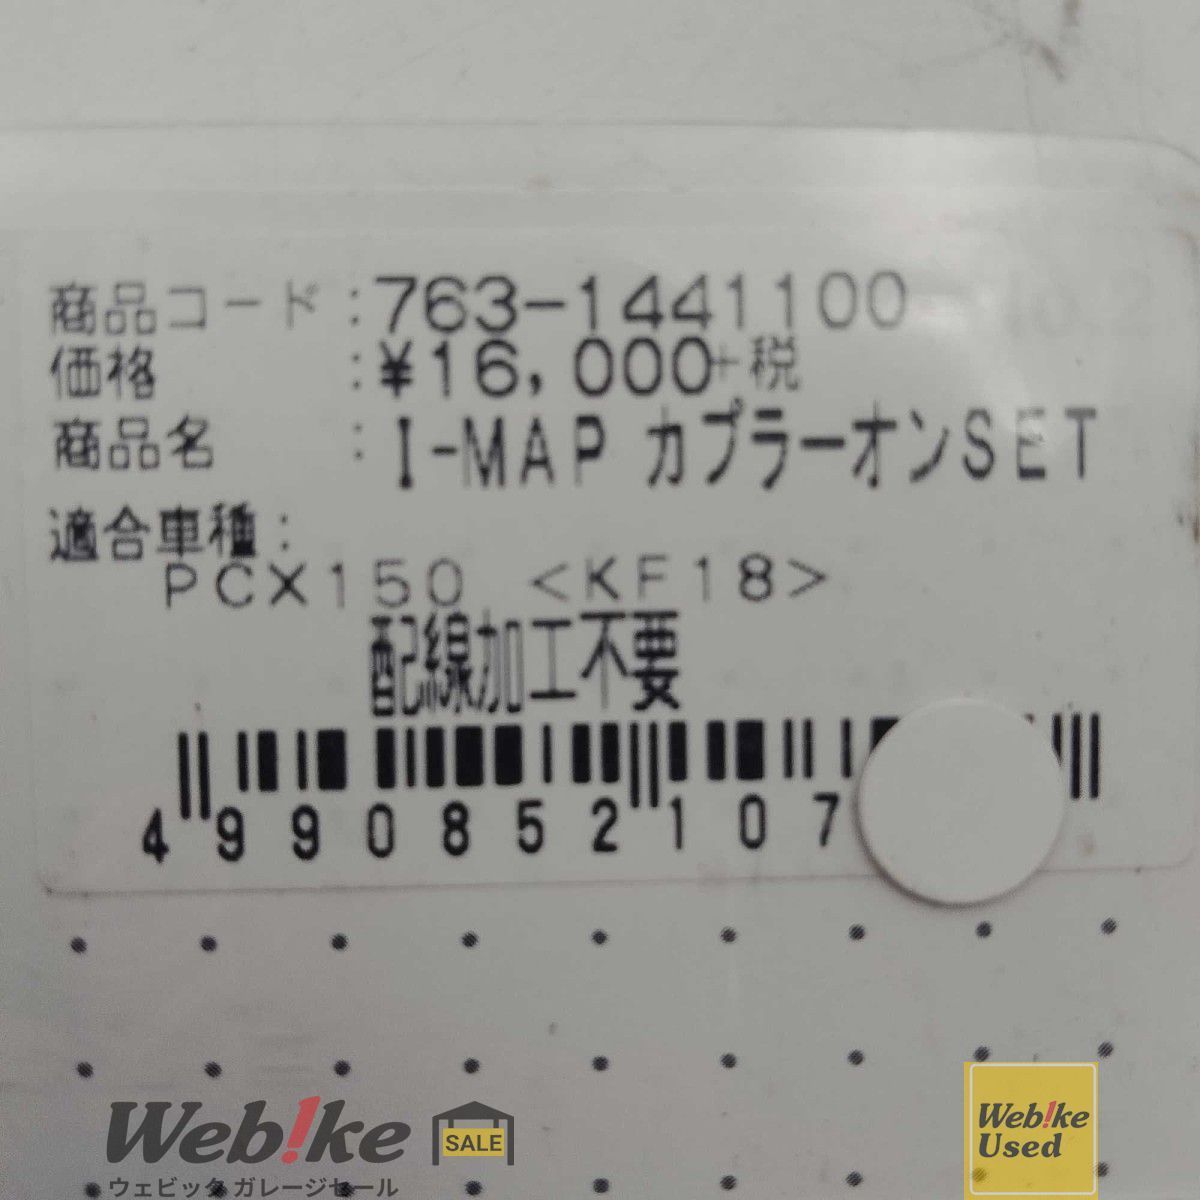 商品コード:763-1441100
価格 :¥16,000+税
商品名 :I-MAP カプラーオンSET
適合車種:
PCX150 <KF18>
配線加工不要
4990852107
Web!ke SALE
ウェビック ガレージセール
Web!ke
Used